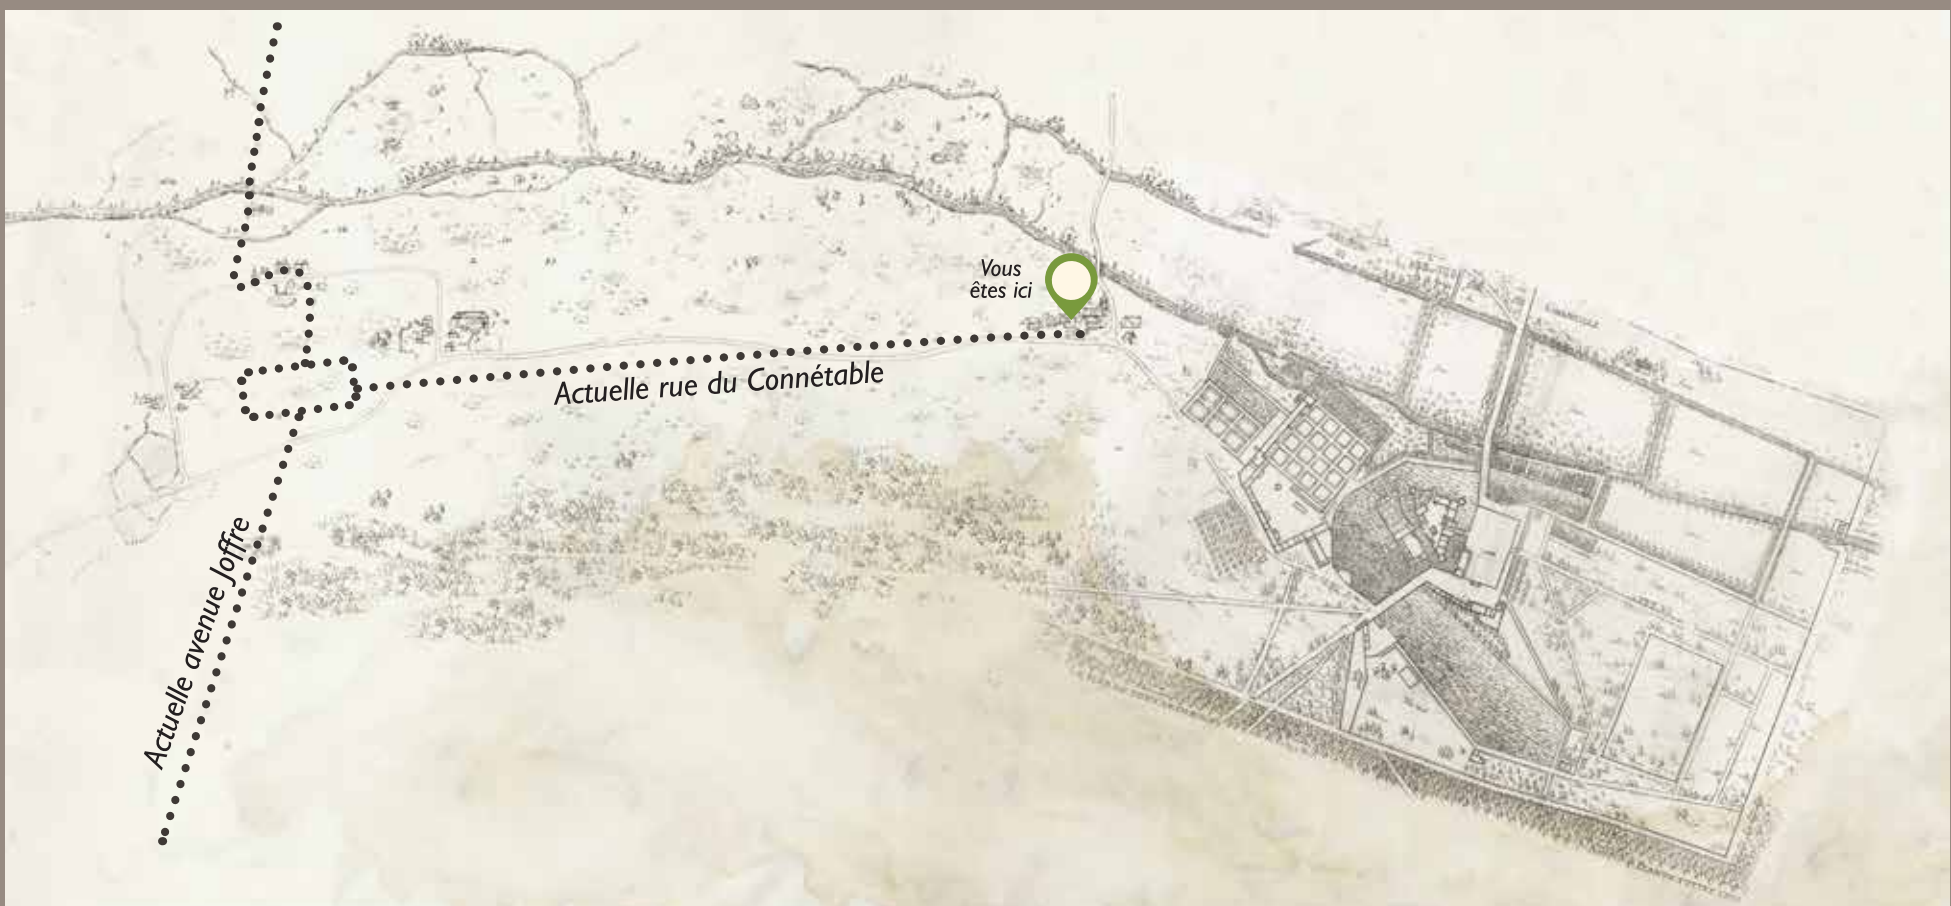 Vous
êtes ici
Actuelle rue du Connétable
Actuelle avenue Joffre